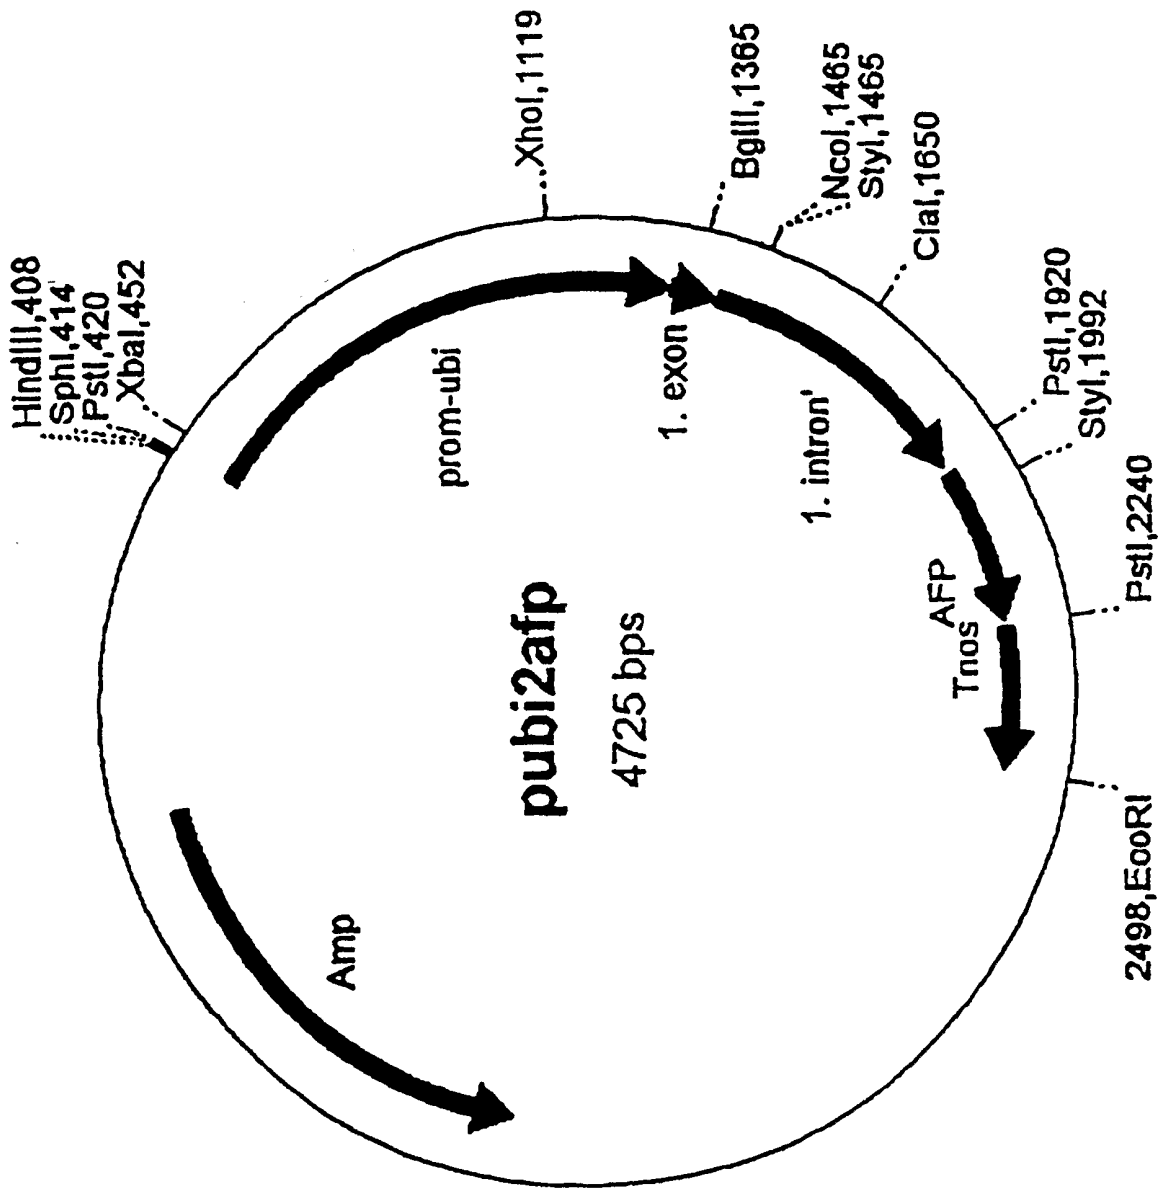 HindIII,408
SphI,414
PstI,420
XbaI,452
XhoI,1119
BglII,1365
NcoI,1465
StyI,1465
ClaI,1650
PstI,1920
StyI,1992
PstI,2240
2498,EcoRI
prom-ubi
1. exon
1. intron'
AFP
Tnos
Amp
pubi2afp
4725 bps